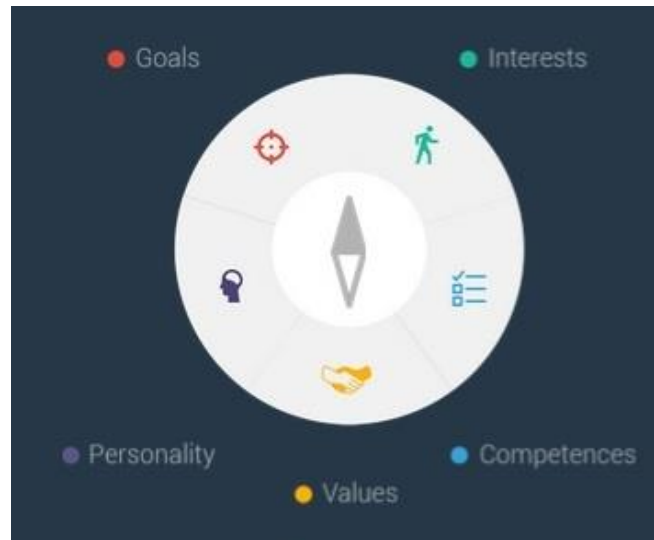 Goals
Interests
Personality
Competences
Values